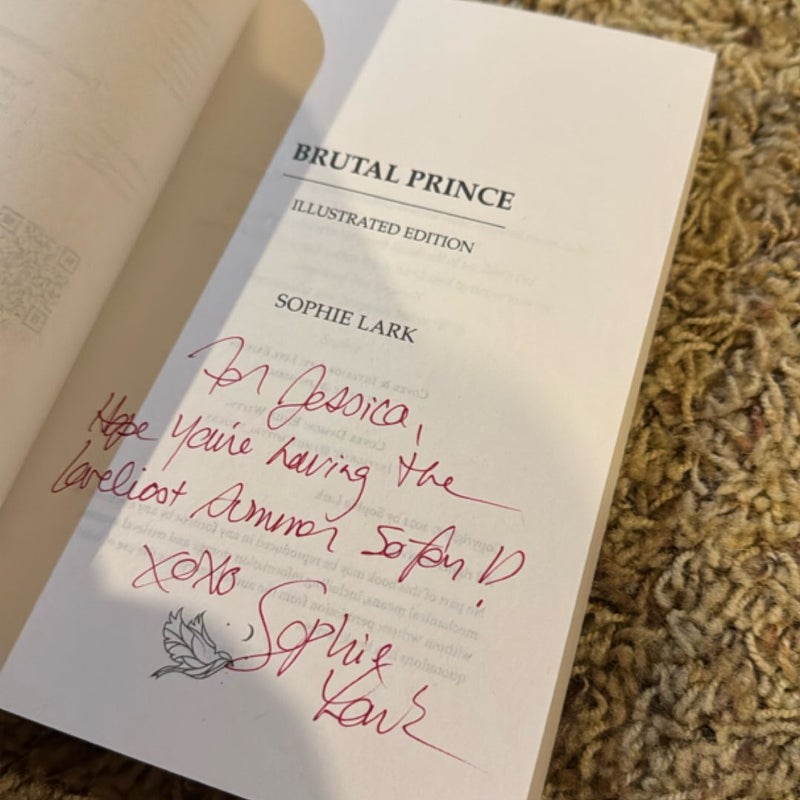 BRUTAL PRINCE
ILLUSTRATED EDITION
SOPHIE LARK
For Jessica,
Hope you're having the
loveliest summer so far! :D
xoxo
Sophie
Lark